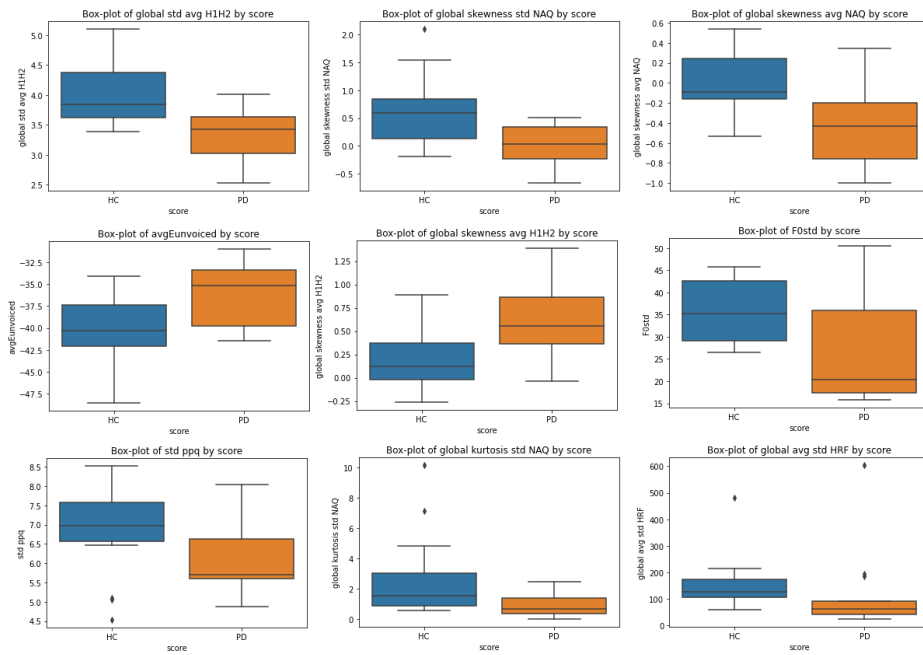 Box-plot of global std avg H1H2 by score
global std avg H1H2
5.0
4.5
4.0
3.5
3.0
2.5
HC
PD
score
Box-plot of global skewness std NAQ by score
global skewness std NAQ
2.0
1.5
1.0
0.5
0.0
−0.5
HC
PD
score
Box-plot of global skewness avg NAQ by score
global skewness avg NAQ
0.6
0.4
0.2
0.0
−0.2
−0.4
−0.6
−0.8
−1.0
HC
PD
score
Box-plot of avgEunvoiced by score
avgEunvoiced
−32.5
−35.0
−37.5
−40.0
−42.5
−45.0
−47.5
HC
PD
score
Box-plot of global skewness avg H1H2 by score
global skewness avg H1H2
1.25
1.00
0.75
0.50
0.25
0.00
−0.25
HC
PD
score
Box-plot of F0std by score
F0std
50
45
40
35
30
25
20
15
HC
PD
score
Box-plot of std ppq by score
std ppq
8.5
8.0
7.5
7.0
6.5
6.0
5.5
5.0
4.5
HC
PD
score
Box-plot of global kurtosis std NAQ by score
global kurtosis std NAQ
10
8
6
4
2
0
HC
PD
score
Box-plot of global avg std HRF by score
global avg std HRF
600
500
400
300
200
100
0
HC
PD
score